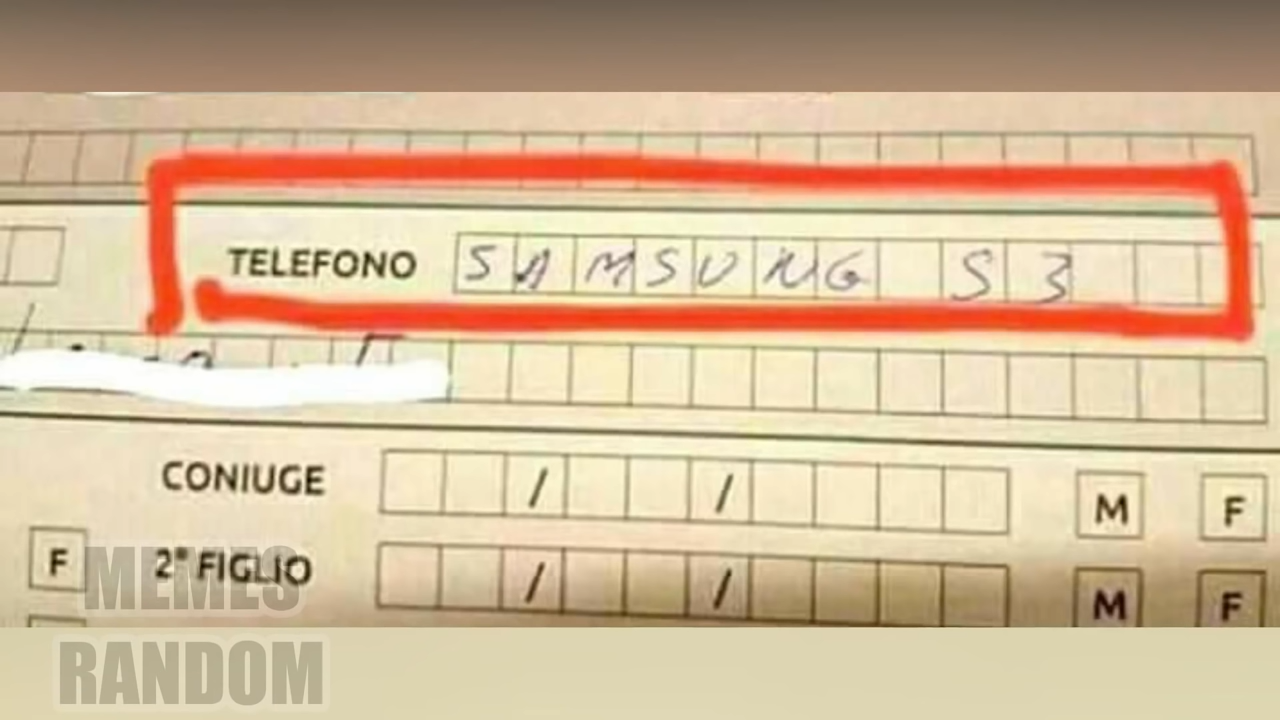 TELEFONO SAMSUNG S3
CONIUGE / / M F
F 2° FIGLIO / / M F
MEMES
RANDOM